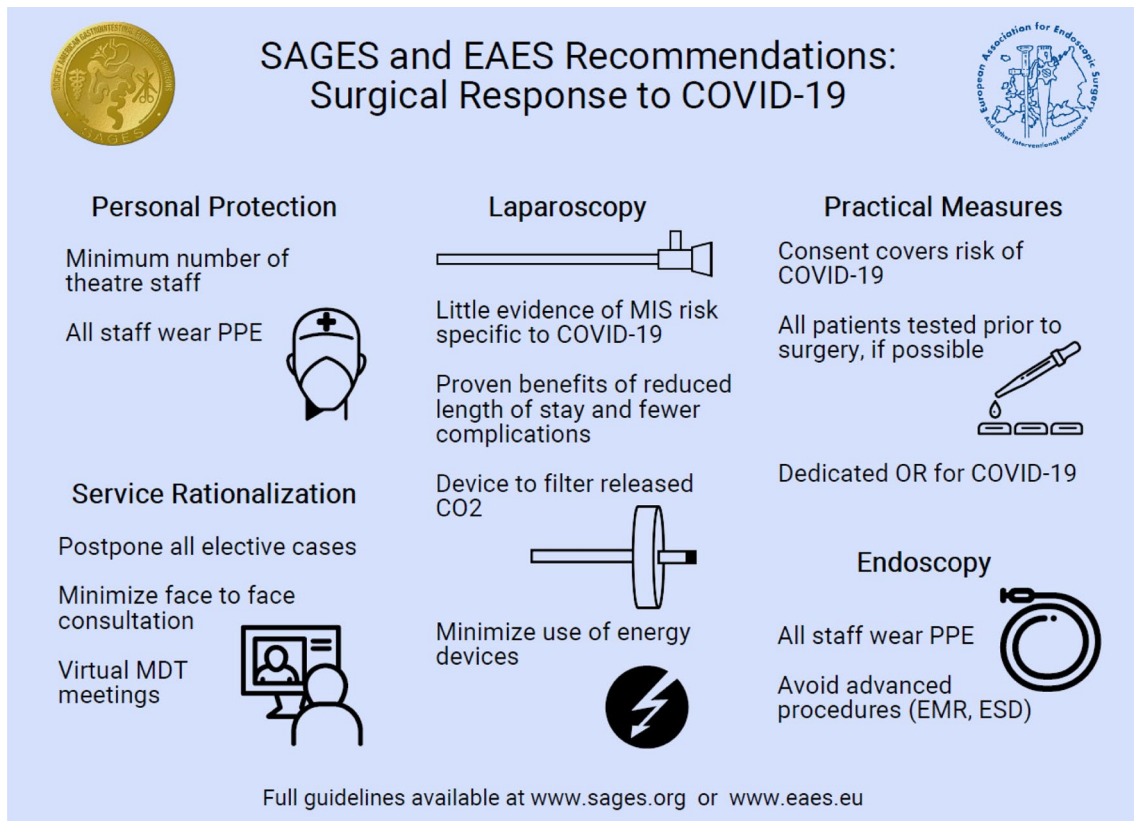 SAGES and EAES Recommendations:
Surgical Response to COVID-19
SAGES
European Association for Endoscopic Surgery
And Other Interventional Techniques
Personal Protection
Minimum number of
theatre staff
All staff wear PPE
Service Rationalization
Postpone all elective cases
Minimize face to face
consultation
Virtual MDT
meetings
Laparoscopy
Little evidence of MIS risk
specific to COVID-19
Proven benefits of reduced
length of stay and fewer
complications
Device to filter released
CO2
Minimize use of energy
devices
Practical Measures
Consent covers risk of
COVID-19
All patients tested prior to
surgery, if possible
Dedicated OR for COVID-19
Endoscopy
All staff wear PPE
Avoid advanced
procedures (EMR, ESD)
Full guidelines available at www.sages.org or www.eaes.eu